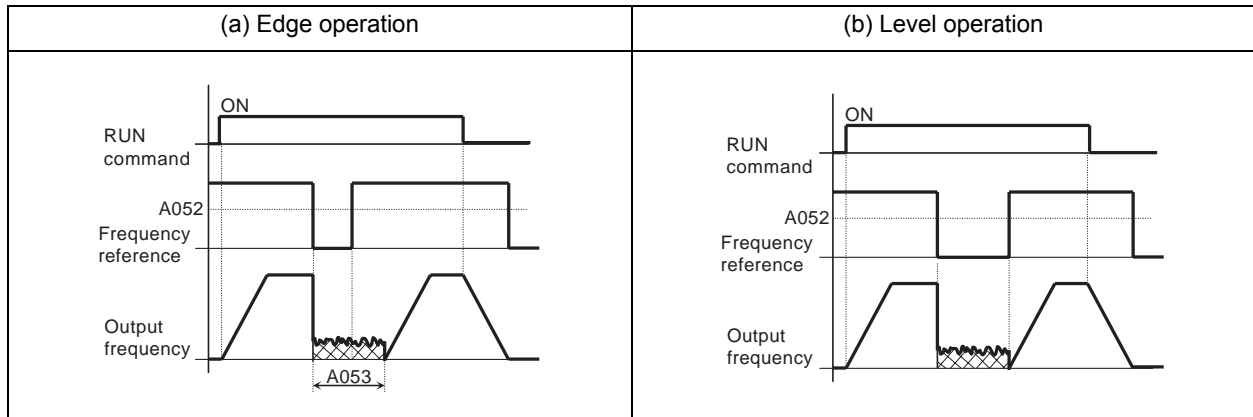 (a) Edge operation
(b) Level operation
ON
RUN
command
A052
Frequency
reference
Output
frequency
A053
ON
RUN
command
A052
Frequency
reference
Output
frequency